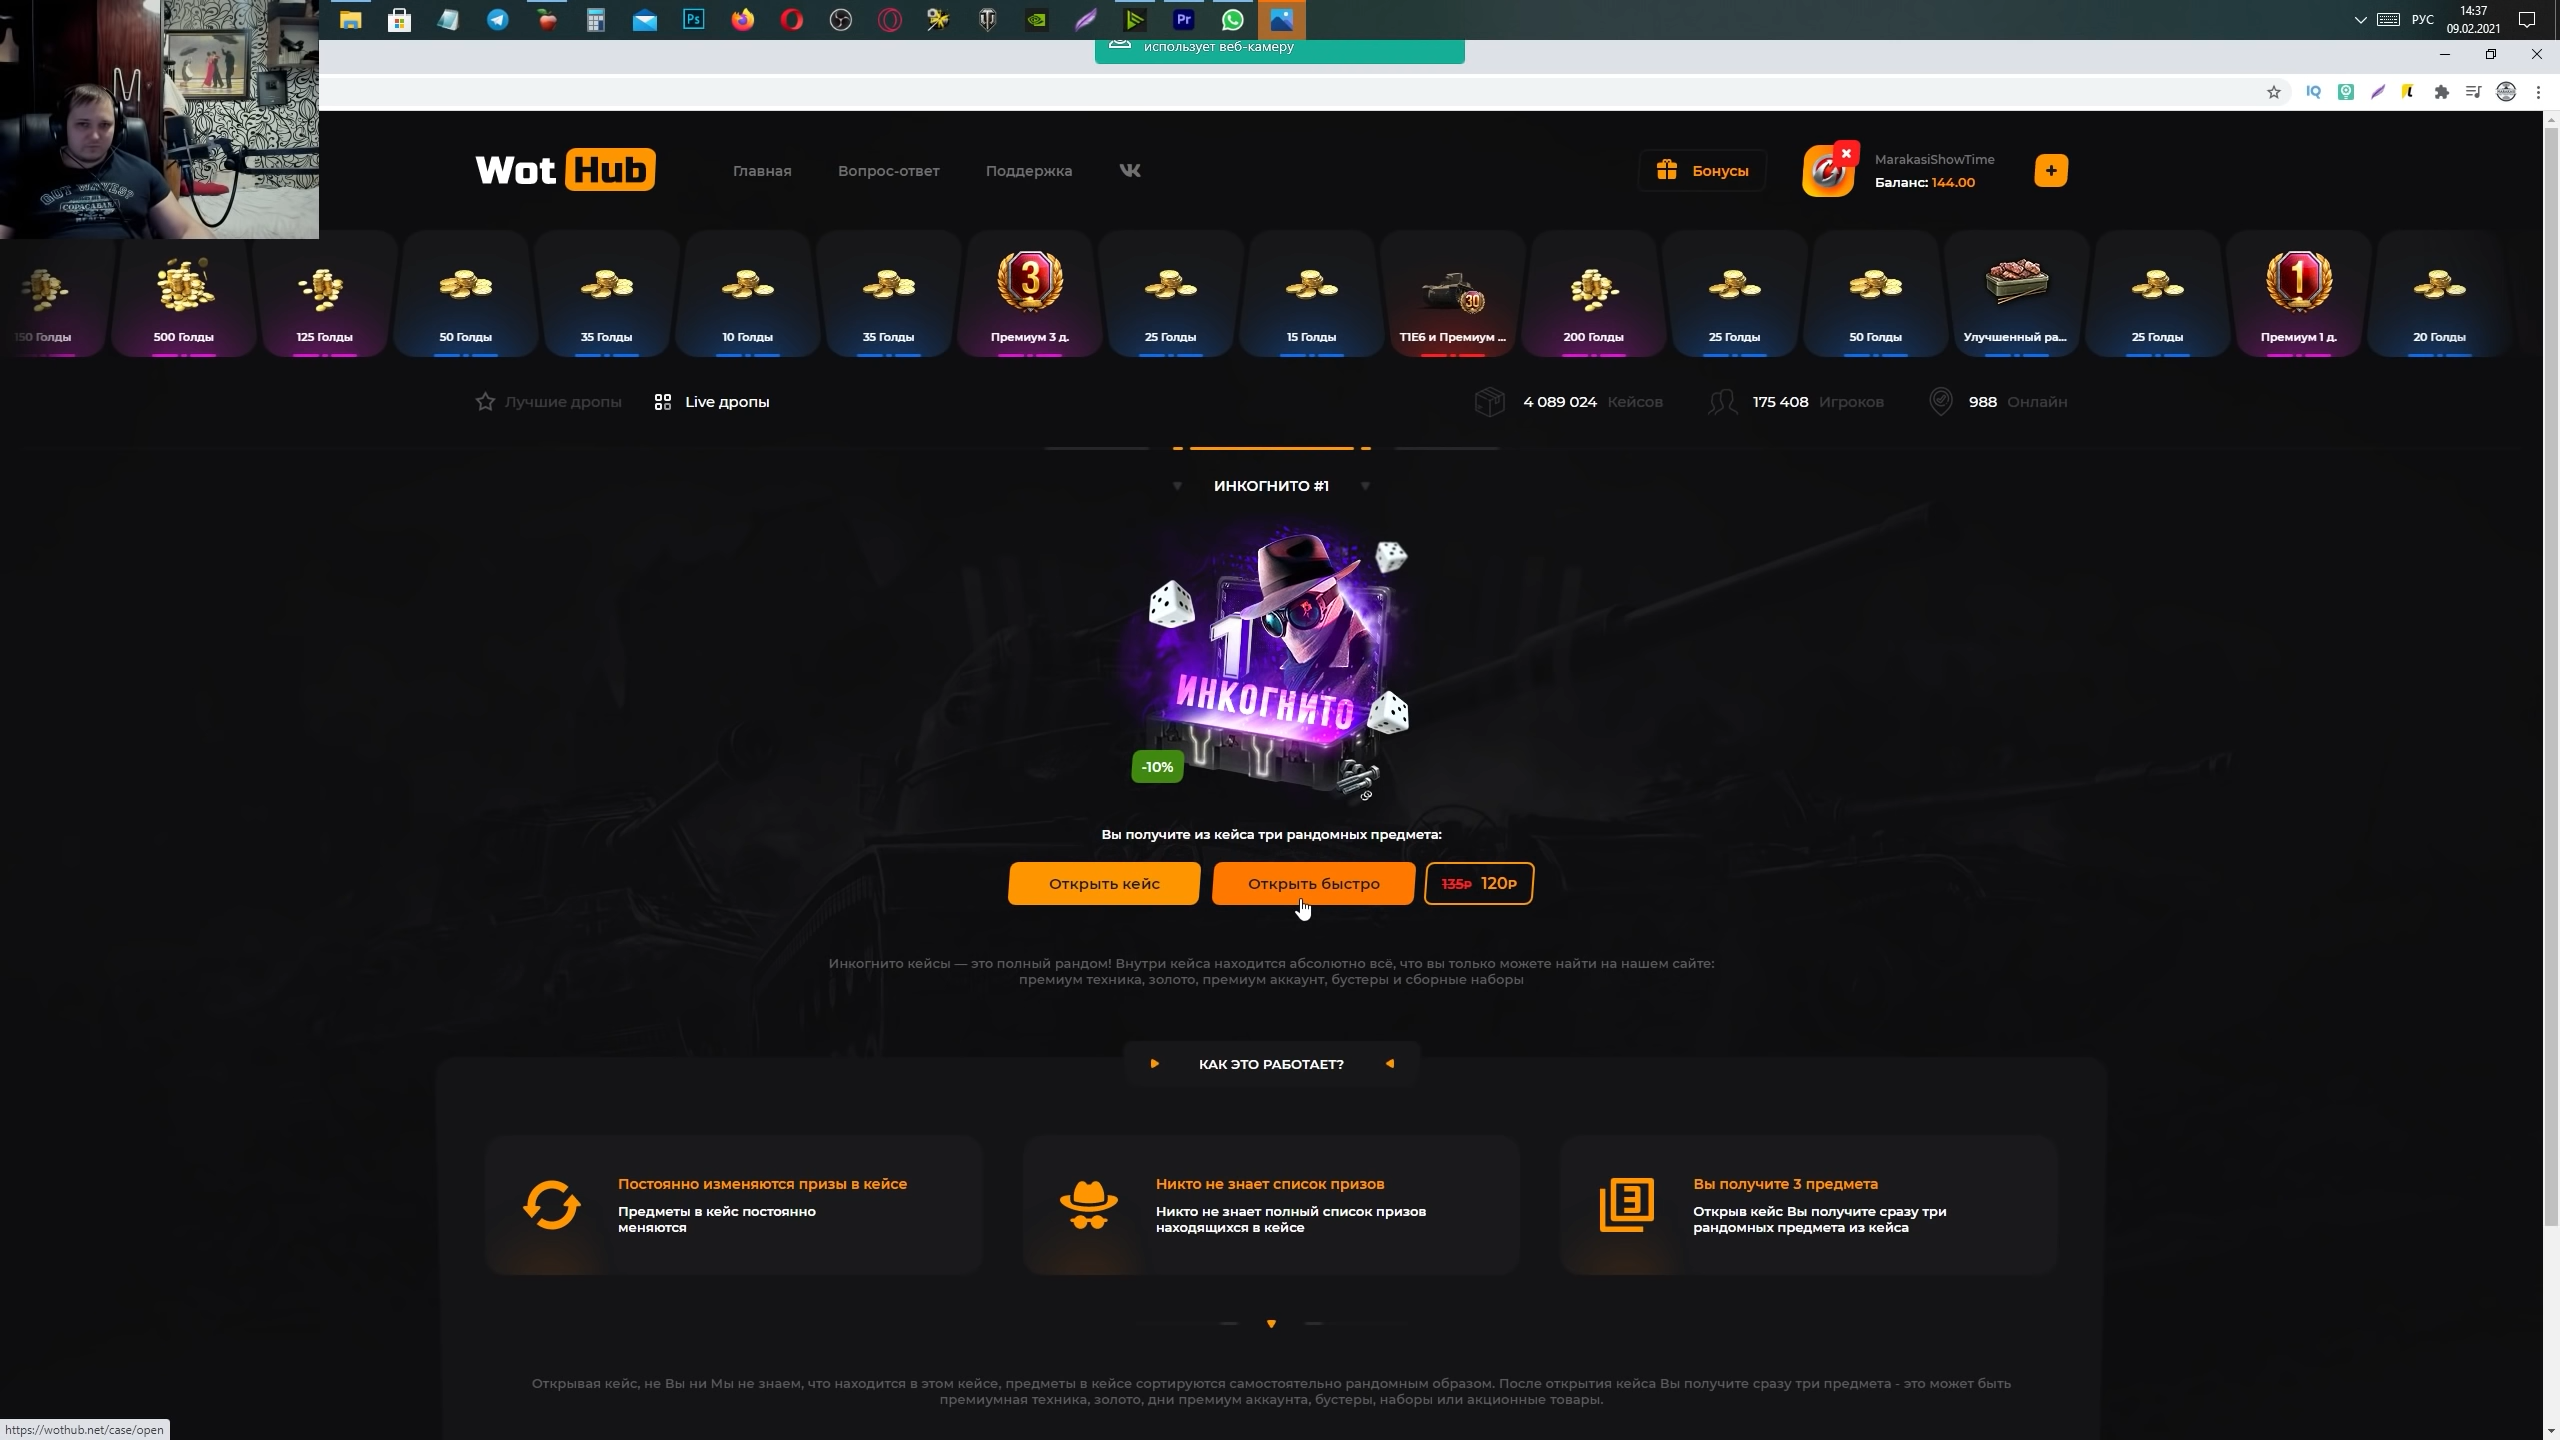 14:37
РУС
09.02.2021
использует веб-камеру
IQ
Wot Hub
Главная
Вопрос-ответ
Поддержка
Бонусы
MarakasiShowTime
Баланс: 144.00
150 Голды
500 Голды
125 Голды
50 Голды
35 Голды
10 Голды
35 Голды
3
Премиум 3 д.
25 Голды
15 Голды
30
T1E6 и Премиум ...
200 Голды
25 Голды
50 Голды
Улучшенный ра...
25 Голды
1
Премиум 1 д.
20 Голды
Лучшие дропы
Live дропы
4 089 024 Кейсов
175 408 Игроков
988 Онлайн
ИНКОГНИТО #1
1
ИНКОГНИТО
-10%
Вы получите из кейса три рандомных предмета:
Открыть кейс
Открыть быстро
135Р 120Р
Инкогнито кейсы — это полный рандом! Внутри кейса находится абсолютно всё, что вы только можете найти на нашем сайте:
премиум техника, золото, премиум аккаунт, бустеры и сборные наборы
КАК ЭТО РАБОТАЕТ?
Постоянно изменяются призы в кейсе
Предметы в кейс постоянно
меняются
Никто не знает список призов
Никто не знает полный список призов
находящихся в кейсе
3
Вы получите 3 предмета
Открыв кейс Вы получите сразу три
рандомных предмета из кейса
Открывая кейс, не Вы ни Мы не знаем, что находится в этом кейсе, предметы в кейсе сортируются самостоятельно рандомным образом. После открытия кейса Вы получите сразу три предмета - это может быть
премиумная техника, золото, дни премиум аккаунта, бустеры, наборы или акционные товары.
https://wothub.net/case/open